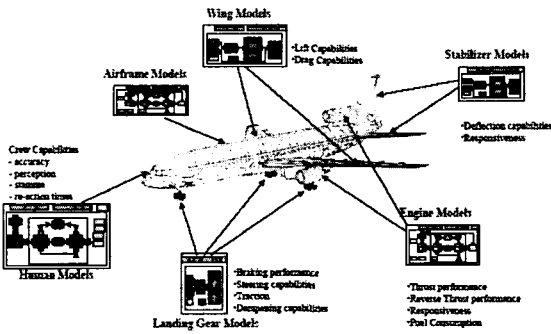 Wing Models
•Lift Capabilities
•Drag Capabilities
Stabilizer Models
•Deflection capabilities
•Responsiveness
Airframe Models
Crew Capabilities
- accuracy
- perception
- stamina
- re-action times
Human Models
Engine Models
•Thrust performance
•Reverse Thrust performance
•Responsiveness
•Fuel Consumption
•Braking performance
•Steering capabilities
•Traction
•Dampening capabilities
Landing Gear Models